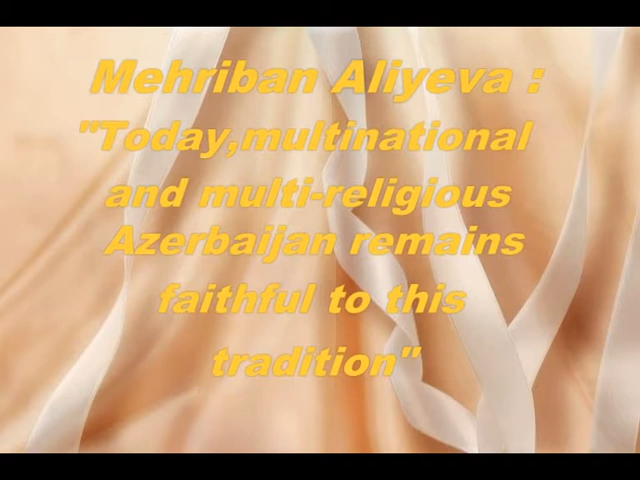 Mehriban Aliyeva :
"Today,multinational
and multi-religious
Azerbaijan remains
faithful to this
tradition"